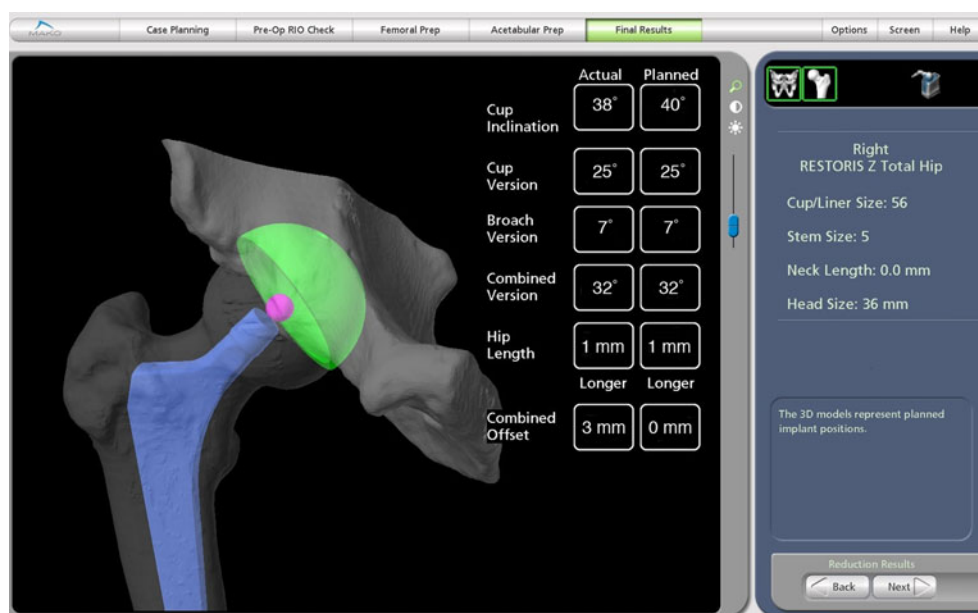 MAKO
Case Planning
Pre-Op RIO Check
Femoral Prep
Acetabular Prep
Final Results
Options
Screen
Help
Actual Planned
Cup Inclination 38° 40°
Cup Version 25° 25°
Broach Version 7° 7°
Combined Version 32° 32°
Hip Length 1 mm 1 mm
Longer Longer
Combined Offset 3 mm 0 mm
Right
RESTORIS Z Total Hip
Cup/Liner Size: 56
Stem Size: 5
Neck Length: 0.0 mm
Head Size: 36 mm
The 3D models represent planned
implant positions.
Reduction Results
Back Next